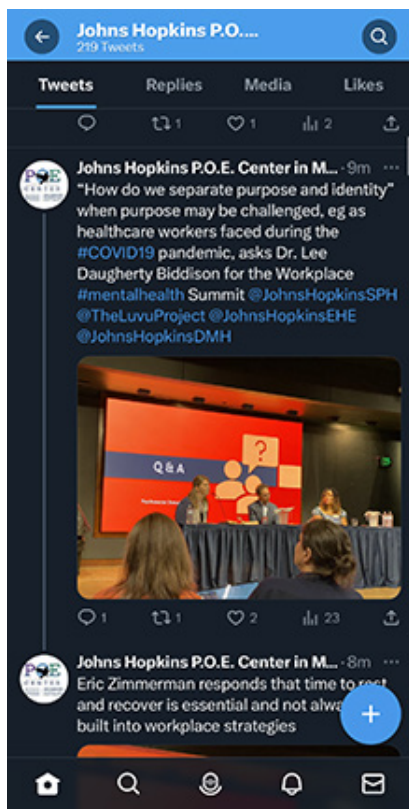 Johns Hopkins P.O....
219 Tweets
Tweets Replies Media Likes
1 1 2
Johns Hopkins P.O.E. Center in M... · 9m
“How do we separate purpose and identity”
when purpose may be challenged, eg as
healthcare workers faced during the
#COVID19 pandemic, asks Dr. Lee
Daugherty Biddison for the Workplace
#mentalhealth Summit @JohnsHopkinsSPH
@TheLuvuProject @JohnsHopkinsEHE
@JohnsHopkinsDMH
Q & A
1 1 2 23
Johns Hopkins P.O.E. Center in M... · 8m
Eric Zimmerman responds that time to rest
and recover is essential and not alwa
built into workplace strategies